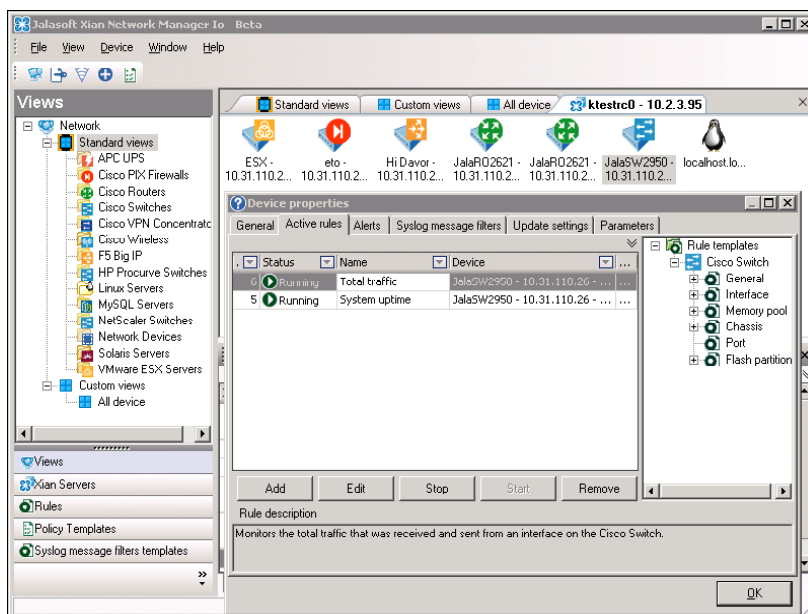 Jalasoft Xian Network Manager Io Beta
File View Device Window Help
Views
Network
Standard views
APC UPS
Cisco PIX Firewalls
Cisco Routers
Cisco Switches
Cisco VPN Concentratc
Cisco Wireless
F5 Big IP
HP Procurve Switches
Linux Servers
MySQL Servers
NetScaler Switches
Network Devices
Solaris Servers
VMware ESX Servers
Custom views
All device
Views
Xian Servers
Rules
Policy Templates
Syslog message filters templates
Standard views Custom views All device ktestrc0 - 10.2.3.95
ESX - eto - Hi Davor - JalaRO2621 - JalaRO2621 - JalaSW2950 - localhost.lo...
10.31.110.2... 10.31.110.2... 10.31.110.2... 10.31.110.2... 10.31.110.2... 10.31.110.2...
Device properties
General Active rules Alerts Syslog message filters Update settings Parameters
. Status Name Device ...
6 Running Total traffic JalaSW2950 - 10.31.110.26 - ... ...
5 Running System uptime JalaSW2950 - 10.31.110.26 - ... ...
Rule templates
Cisco Switch
General
Interface
Memory pool
Chassis
Port
Flash partition
Add Edit Stop Start Remove
Rule description
Monitors the total traffic that was received and sent from an interface on the Cisco Switch.
OK